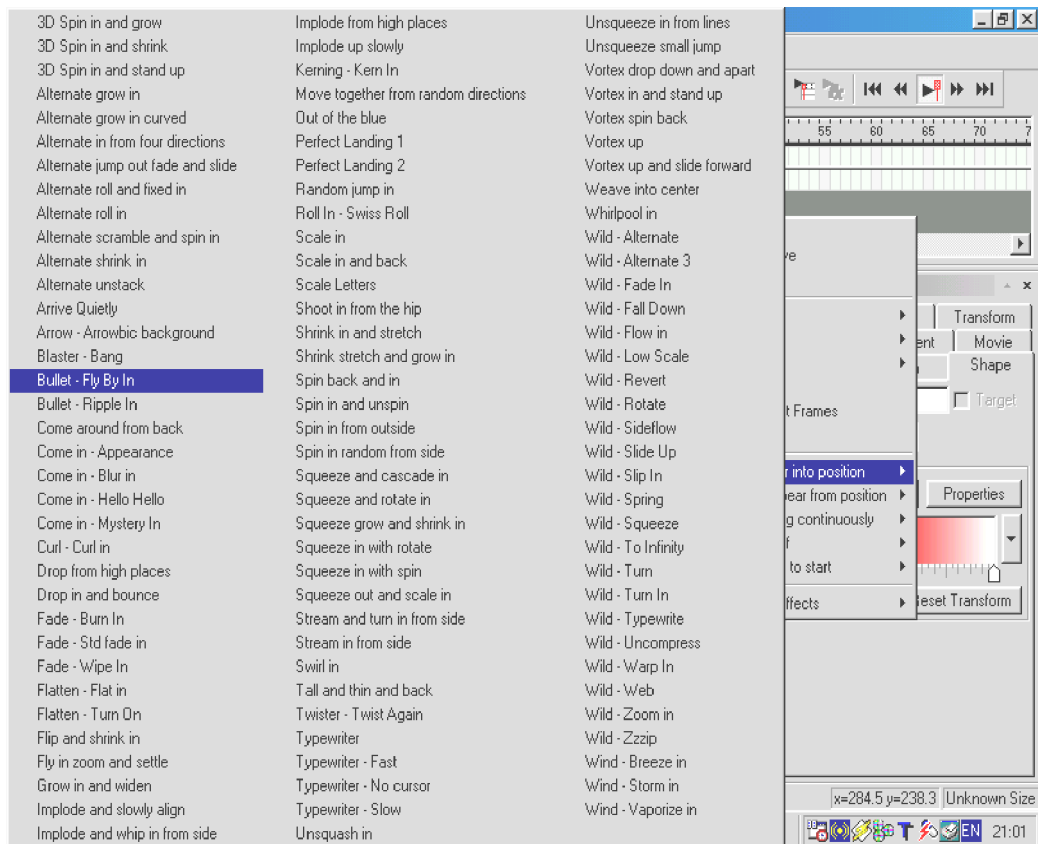 3D Spin in and grow
3D Spin in and shrink
3D Spin in and stand up
Alternate grow in
Alternate grow in curved
Alternate in from four directions
Alternate jump out fade and slide
Alternate roll and fixed in
Alternate roll in
Alternate scramble and spin in
Alternate shrink in
Alternate unstack
Arrive Quietly
Arrow - Arrowbic background
Blaster - Bang
Bullet - Fly By In
Bullet - Ripple In
Come around from back
Come in - Appearance
Come in - Blur in
Come in - Hello Hello
Come in - Mystery In
Curl - Curl in
Drop from high places
Drop in and bounce
Fade - Burn In
Fade - Std fade in
Fade - Wipe In
Flatten - Flat in
Flatten - Turn On
Flip and shrink in
Fly in zoom and settle
Grow in and widen
Implode and slowly align
Implode and whip in from side
Implode from high places
Implode up slowly
Kerning - Kern In
Move together from random directions
Out of the blue
Perfect Landing 1
Perfect Landing 2
Random jump in
Roll In - Swiss Roll
Scale in
Scale in and back
Scale Letters
Shoot in from the hip
Shrink in and stretch
Shrink stretch and grow in
Spin back and in
Spin in and unspin
Spin in from outside
Spin in random from side
Squeeze and cascade in
Squeeze and rotate in
Squeeze grow and shrink in
Squeeze in with rotate
Squeeze in with spin
Squeeze out and scale in
Stream and turn in from side
Stream in from side
Swirl in
Tall and thin and back
Twister - Twist Again
Typewriter
Typewriter - Fast
Typewriter - No cursor
Typewriter - Slow
Unsquash in
Unsqueeze in from lines
Unsqueeze small jump
Vortex drop down and apart
Vortex in and stand up
Vortex spin back
Vortex up
Vortex up and slide forward
Weave into center
Whirlpool in
Wild - Alternate
Wild - Alternate 3
Wild - Fade In
Wild - Fall Down
Wild - Flow in
Wild - Low Scale
Wild - Revert
Wild - Rotate
Wild - Sideflow
Wild - Slide Up
Wild - Slip In
Wild - Spring
Wild - Squeeze
Wild - To Infinity
Wild - Turn
Wild - Turn In
Wild - Typewrite
Wild - Uncompress
Wild - Warp In
Wild - Web
Wild - Zoom in
Wild - Zzzip
Wind - Breeze in
Wind - Storm in
Wind - Vaporize in
55 60 65 70 7
ve
t Frames
r into position
ear from position
g continuously
f
to start
ffects
Transform
ent Movie
Shape
Target
Properties
Reset Transform
x=284.5 y=238.3 Unknown Size
EN 21:01